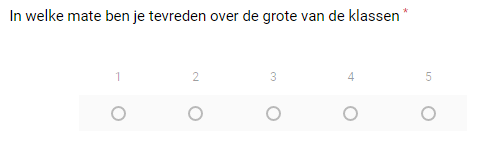 In welke mate ben je tevreden over de grote van de klassen *
1 2 3 4 5